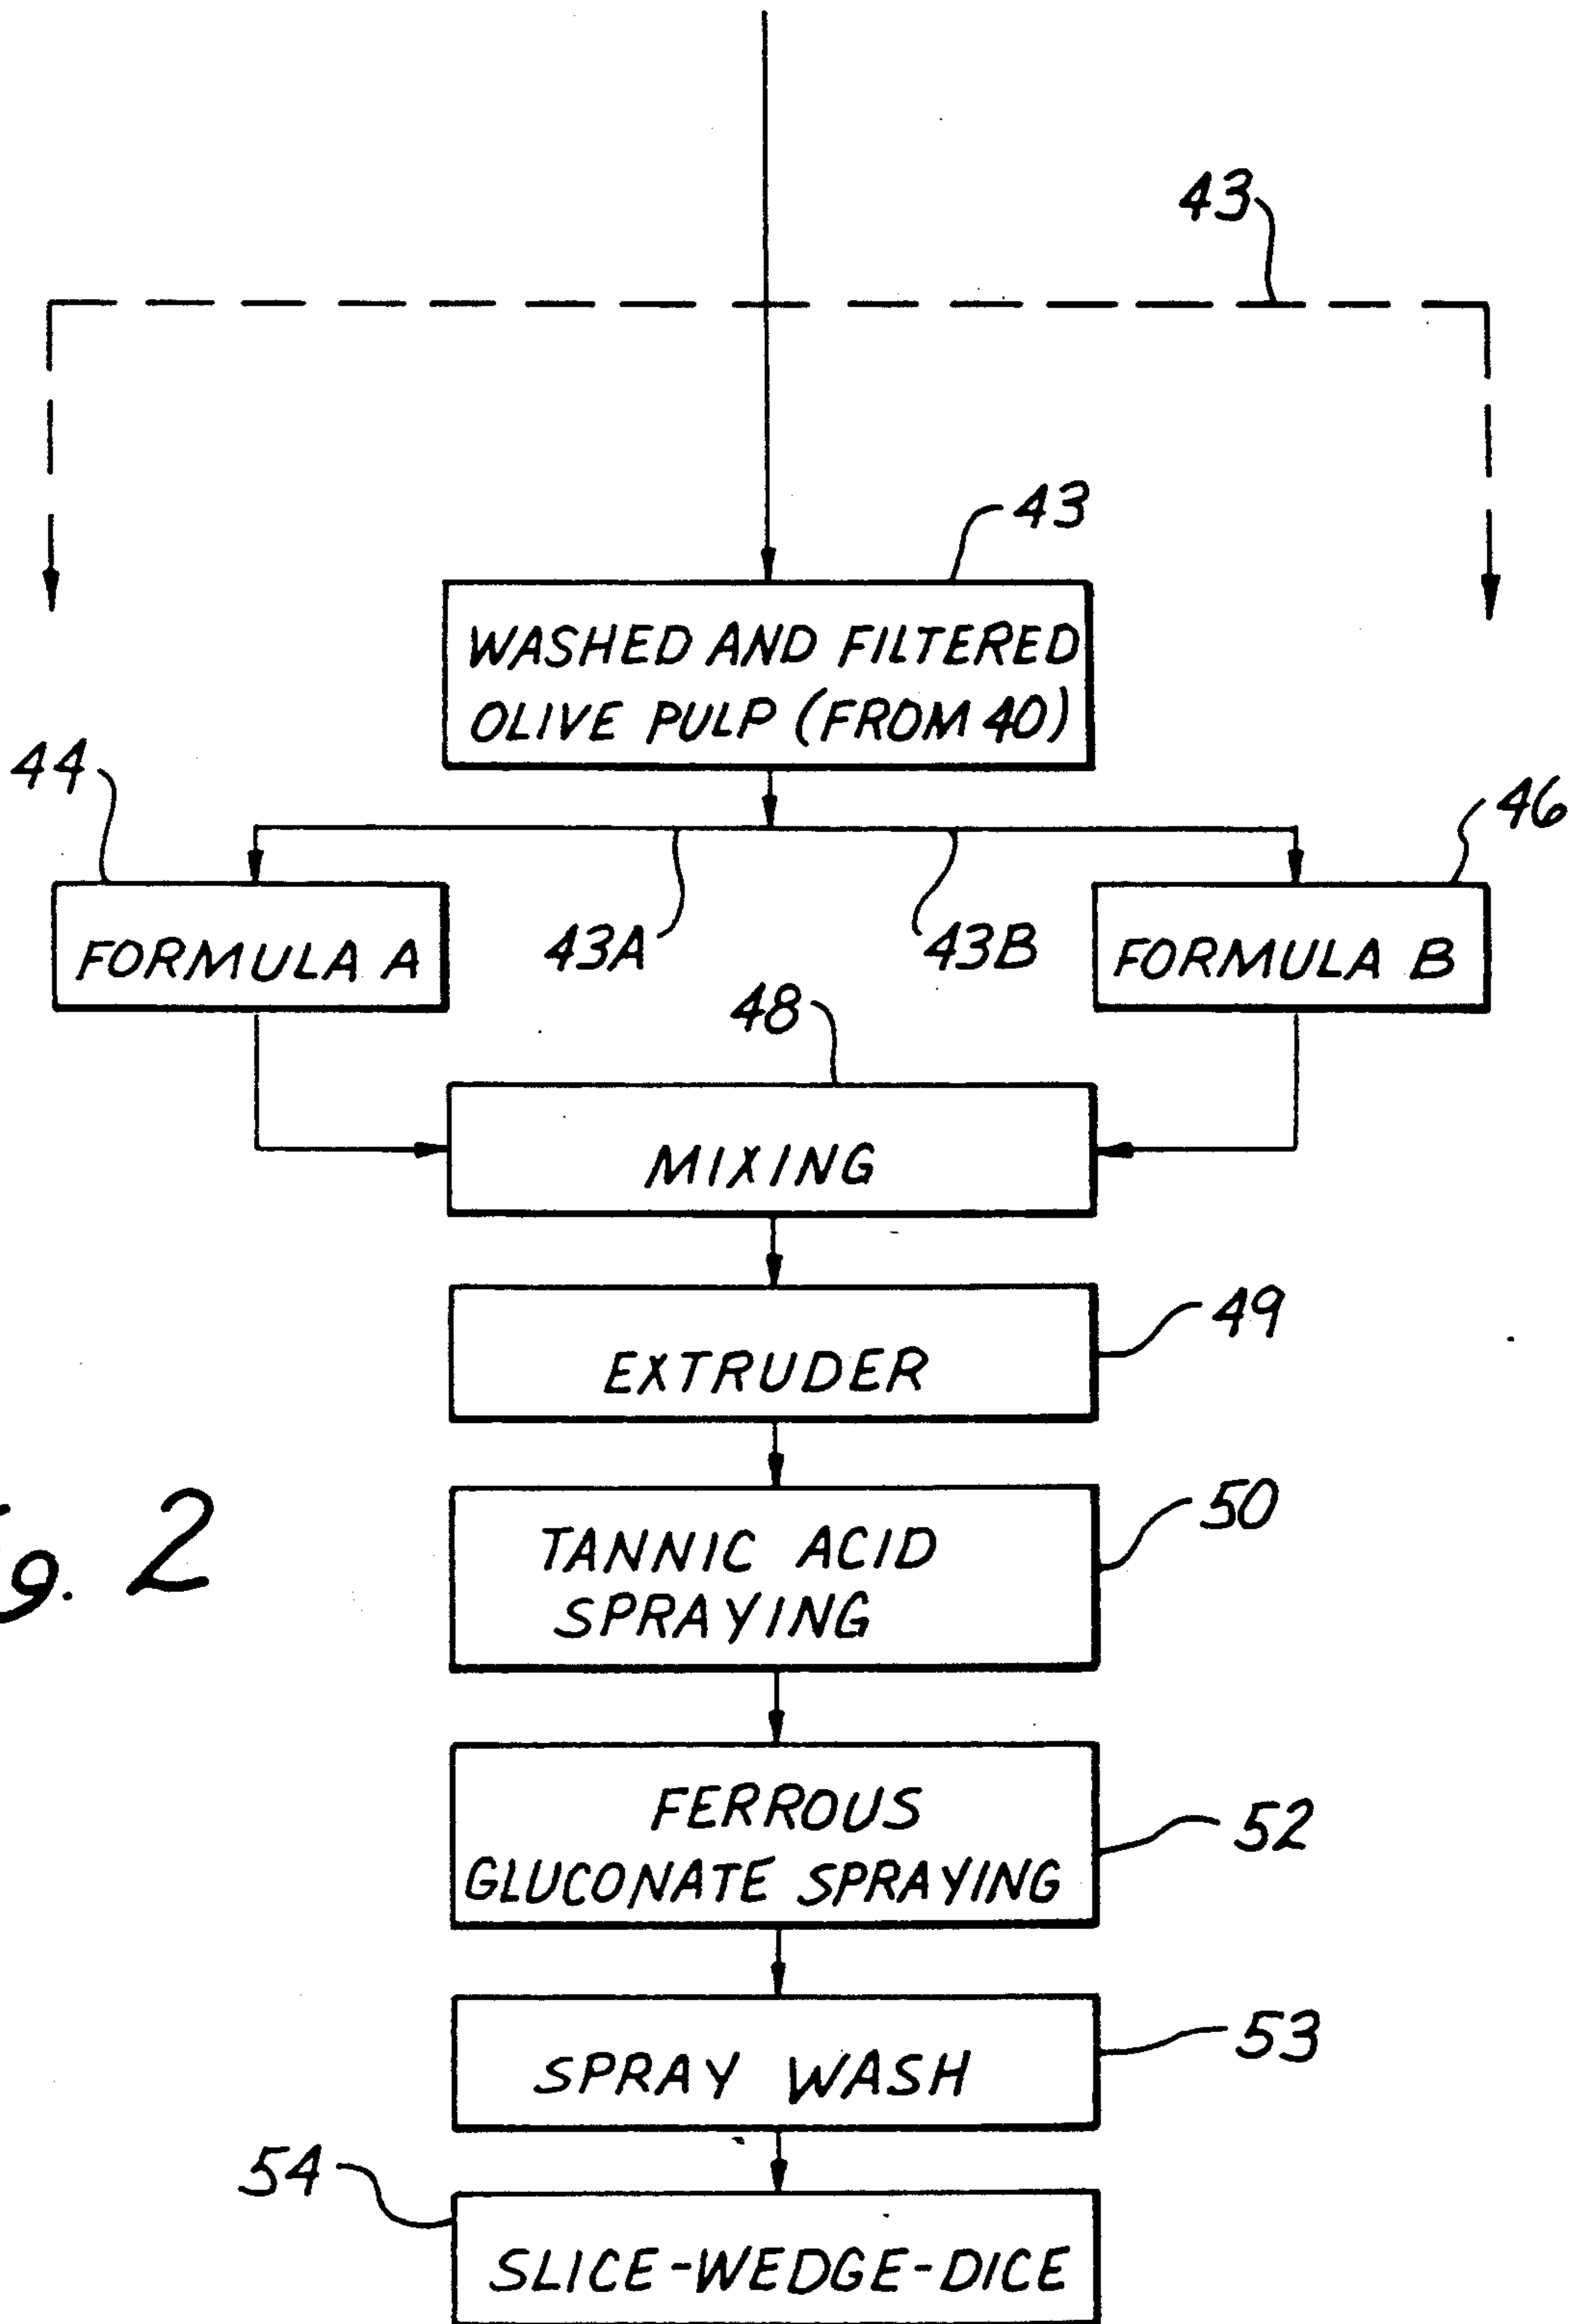 43
43
WASHED AND FILTERED
OLIVE PULP (FROM 40)
44
46
FORMULA A
43A
43B
FORMULA B
48
MIXING
49
EXTRUDER
50
TANNIC ACID
SPRAYING
2
52
FERROUS
GLUCONATE SPRAYING
53
SPRAY WASH
54
SLICE-WEDGE-DICE